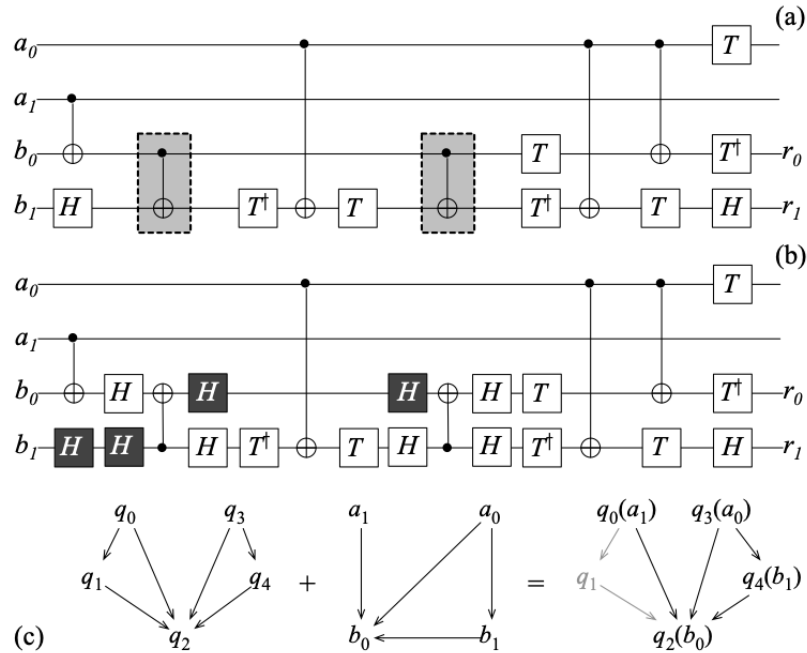 (a)
a₀ T
a₁
b₀ T T† r₀
b₁ H T† T T† T H r₁
(b)
a₀ T
a₁
b₀ H H H H T T† r₀
b₁ H H H T† T H H T† T H r₁
q₀ q₃ a₁ a₀ q₀(a₁) q₃(a₀)
q₁ q₄ + = q₁ q₄(b₁)
(c) q₂ b₀ b₁ q₂(b₀)